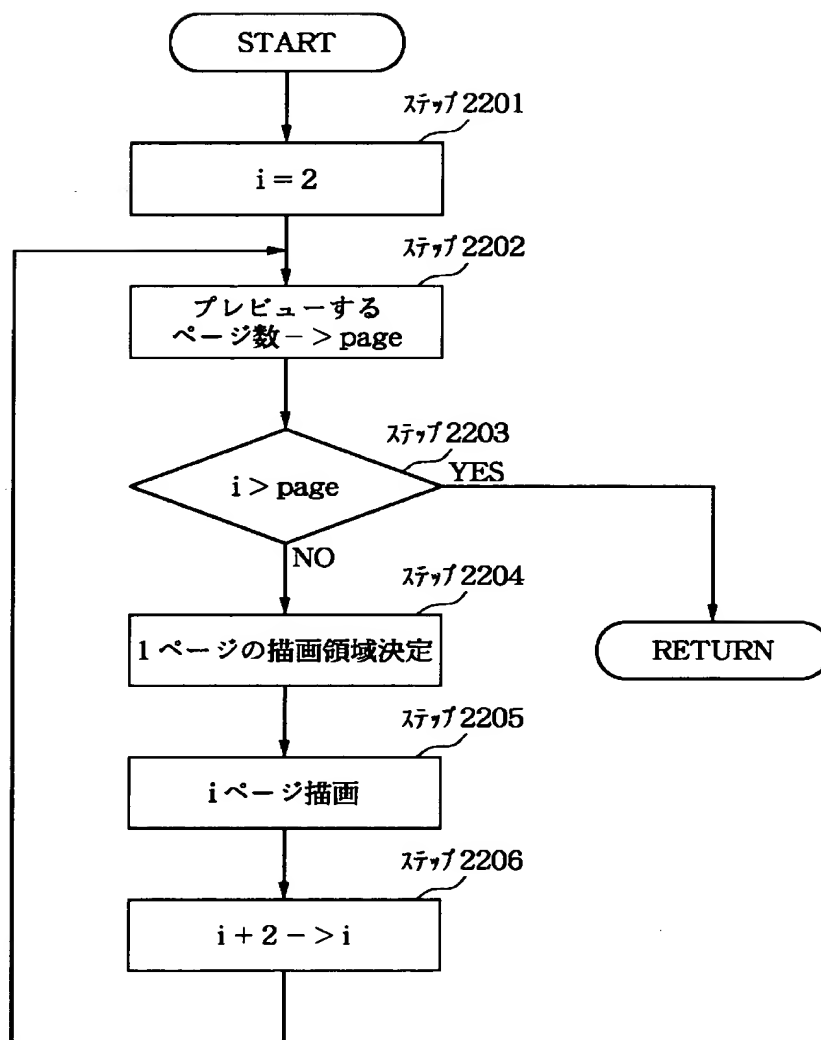 START
ステップ2201
i = 2
ステップ2202
プレビューする
ページ数−＞page
ステップ2203
i > page
YES
NO
ステップ2204
1 ページの描画領域決定
RETURN
ステップ2205
i ページ描画
ステップ2206
i + 2 −＞ i